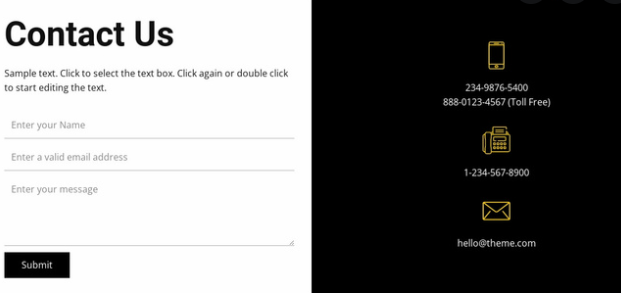 Contact Us
Sample text. Click to select the text box. Click again or double click
to start editing the text.
Enter your Name
Enter a valid email address
Enter your message
Submit
234-9876-5400
888-0123-4567 (Toll Free)
1-234-567-8900
hello@theme.com